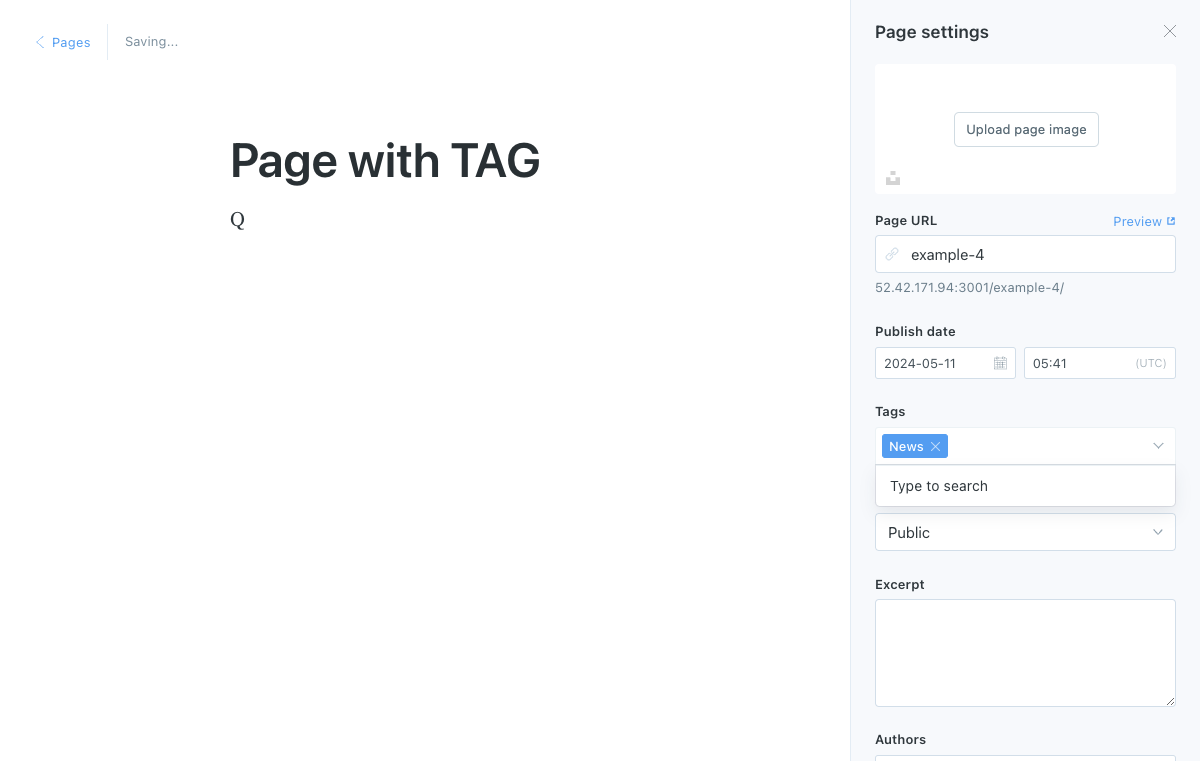 Pages
Saving...
Page settings
Upload page image
Page with TAG
Q
Page URL
Preview
example-4
52.42.171.94:3001/example-4/
Publish date
2024-05-11
05:41
(UTC)
Tags
News
Type to search
Public
Excerpt
Authors